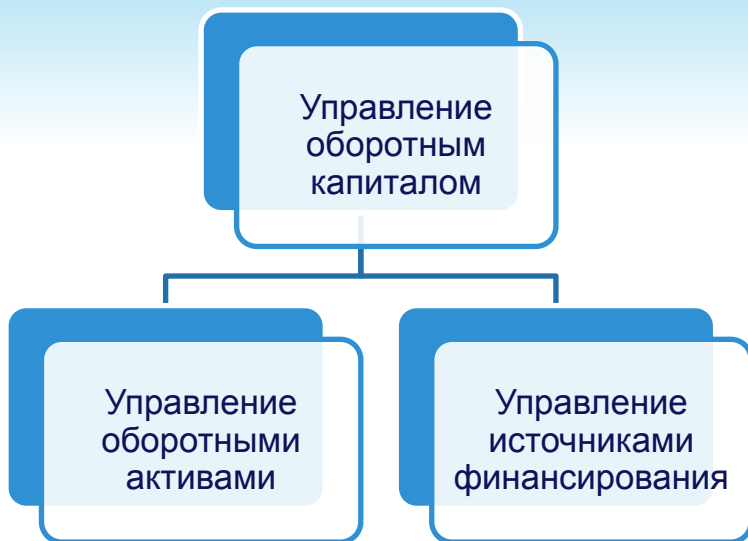 Управление
оборотным
капиталом
Управление
оборотными
активами
Управление
источниками
финансирования